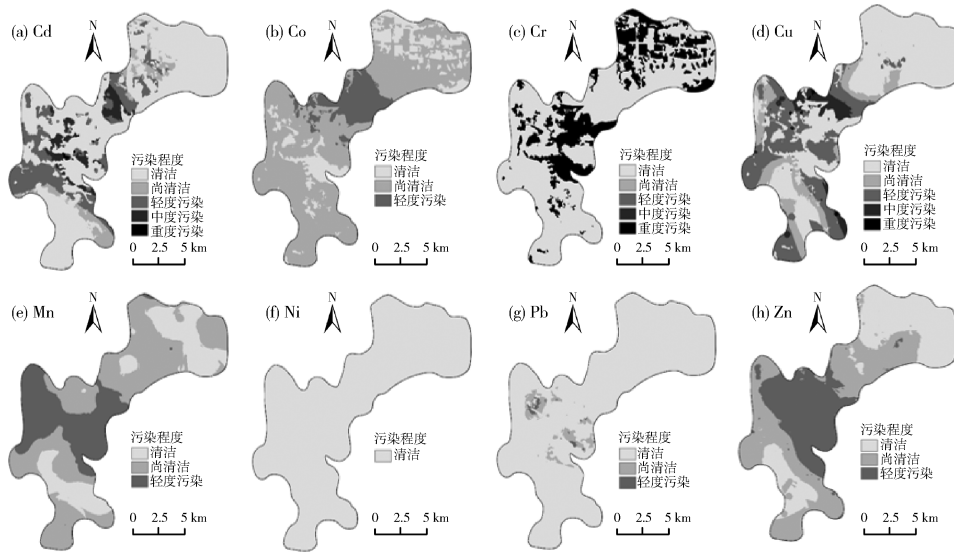 (a) Cd
N
污染程度
清洁
尚清洁
轻度污染
中度污染
重度污染
0 2.5 5 km
(b) Co
N
污染程度
清洁
尚清洁
轻度污染
0 2.5 5 km
(c) Cr
N
污染程度
清洁
尚清洁
轻度污染
中度污染
重度污染
0 2.5 5 km
(d) Cu
N
污染程度
清洁
尚清洁
轻度污染
中度污染
重度污染
0 2.5 5 km
(e) Mn
N
污染程度
清洁
尚清洁
轻度污染
0 2.5 5 km
(f) Ni
N
污染程度
清洁
0 2.5 5 km
(g) Pb
N
污染程度
清洁
尚清洁
轻度污染
0 2.5 5 km
(h) Zn
N
污染程度
清洁
尚清洁
轻度污染
0 2.5 5 km